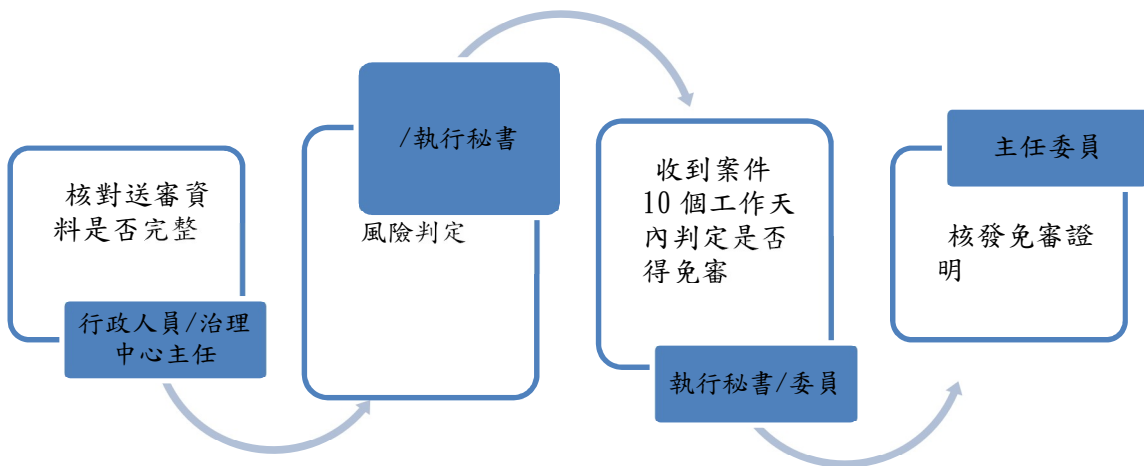 核對送審資
料是否完整
行政人員/治理
中心主任
/執行秘書
風險判定
收到案件
10 個工作天
內判定是否
得免審
執行秘書/委員
主任委員
核發免審證
明